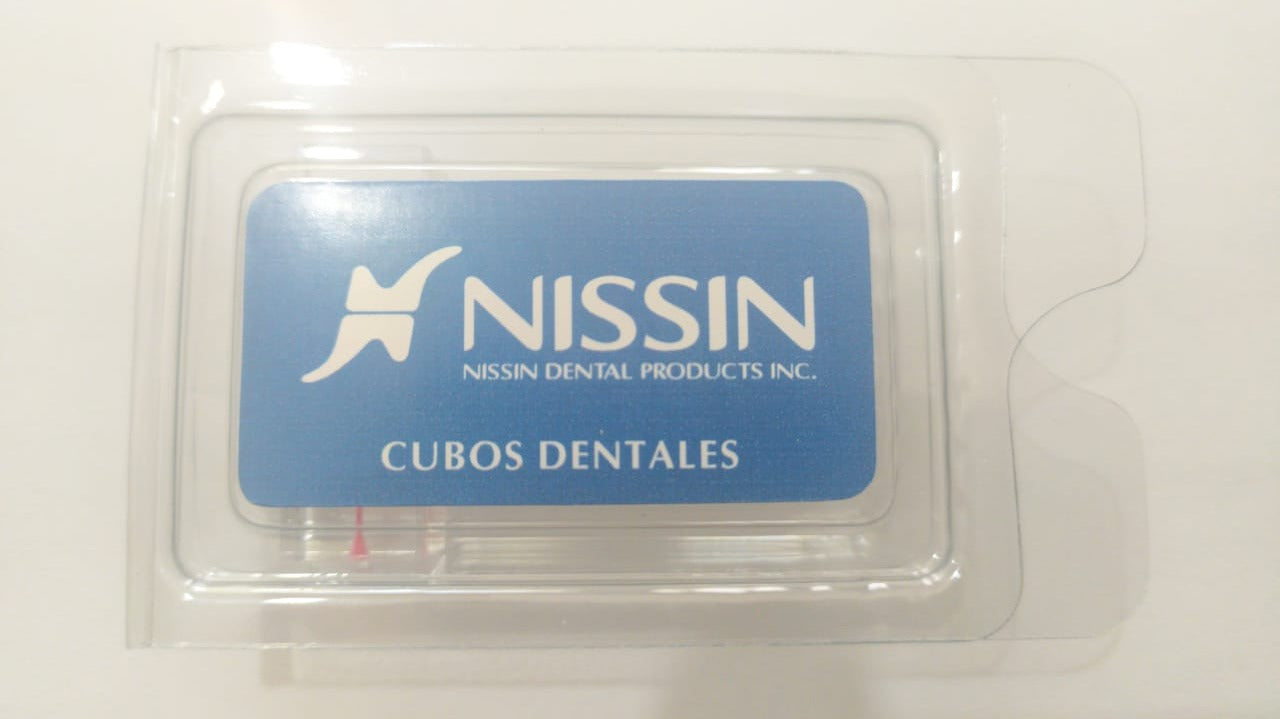 NISSIN
NISSIN DENTAL PRODUCTS INC.
CUBOS DENTALES